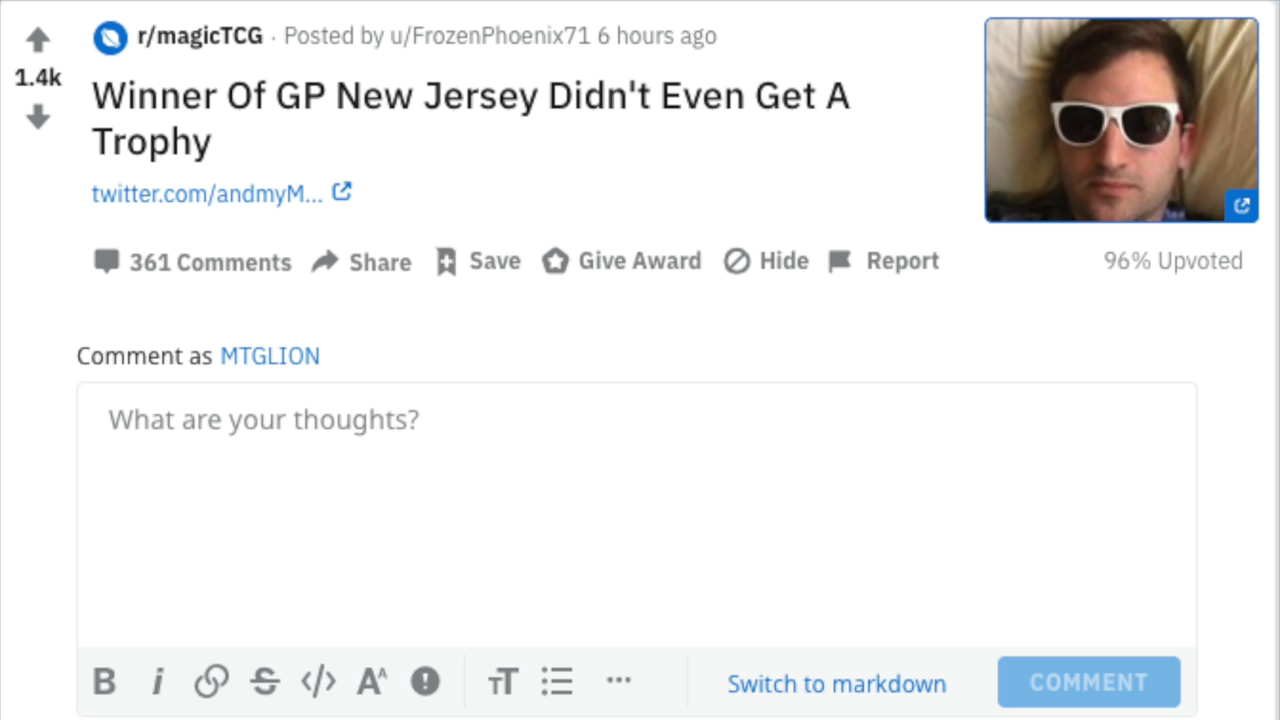 r/magicTCG · Posted by u/FrozenPhoenix71 6 hours ago
1.4k
Winner Of GP New Jersey Didn't Even Get A
Trophy
twitter.com/andmyM...
361 Comments Share Save Give Award Hide Report 96% Upvoted
Comment as MTGLION
What are your thoughts?
B i S </> AA TT ... Switch to markdown COMMENT